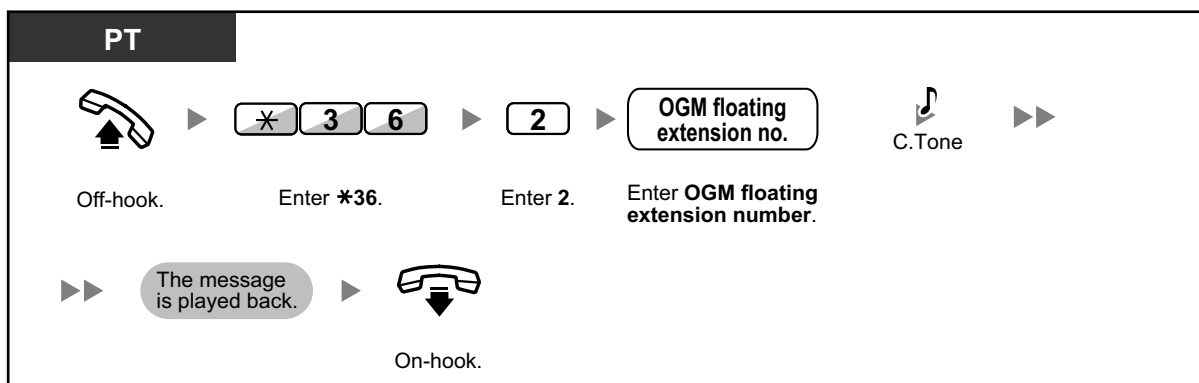 PT
✳ 3 6
2
OGM floating
extension no.
C.Tone
Off-hook.
Enter ✳36.
Enter 2.
Enter OGM floating
extension number.
The message
is played back.
On-hook.